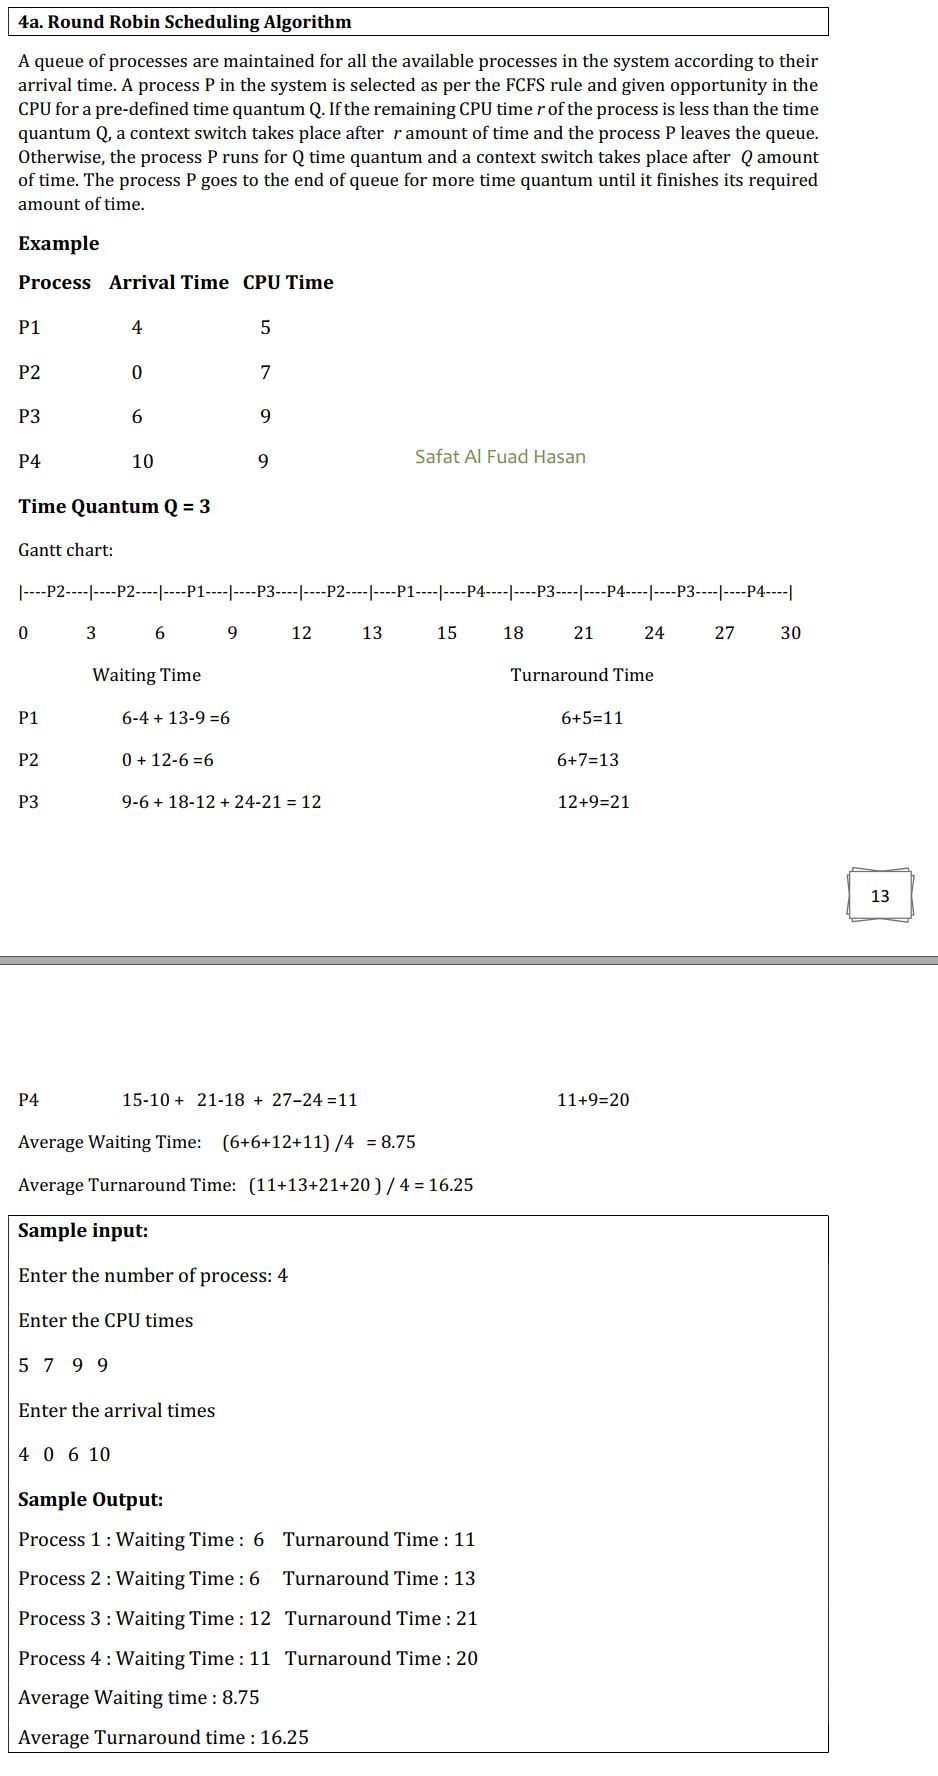 4a. Round Robin Scheduling Algorithm
A queue of processes are maintained for all the available processes in the system according to their
arrival time. A process P in the system is selected as per the FCFS rule and given opportunity in the
CPU for a pre-defined time quantum Q. If the remaining CPU time r of the process is less than the time
quantum Q, a context switch takes place after r amount of time and the process P leaves the queue.
Otherwise, the process P runs for Q time quantum and a context switch takes place after Q amount
of time. The process P goes to the end of queue for more time quantum until it finishes its required
amount of time.
Example
Process Arrival Time CPU Time
P1 4 5
P2 0 7
P3 6 9
P4 10 9
Safat Al Fuad Hasan
Time Quantum Q = 3
Gantt chart:
|----P2----|----P2----|----P1----|----P3----|----P2----|----P1----|----P4----|----P3----|----P4----|----P3----|----P4----|
0 3 6 9 12 13 15 18 21 24 27 30
Waiting Time Turnaround Time
P1 6-4 + 13-9 =6 6+5=11
P2 0 + 12-6 =6 6+7=13
P3 9-6 + 18-12 + 24-21 = 12 12+9=21
13
P4 15-10 + 21-18 + 27–24 =11 11+9=20
Average Waiting Time: (6+6+12+11) /4 = 8.75
Average Turnaround Time: (11+13+21+20 ) / 4 = 16.25
Sample input:
Enter the number of process: 4
Enter the CPU times
5 7 9 9
Enter the arrival times
4 0 6 10
Sample Output:
Process 1 : Waiting Time : 6 Turnaround Time : 11
Process 2 : Waiting Time : 6 Turnaround Time : 13
Process 3 : Waiting Time : 12 Turnaround Time : 21
Process 4 : Waiting Time : 11 Turnaround Time : 20
Average Waiting time : 8.75
Average Turnaround time : 16.25